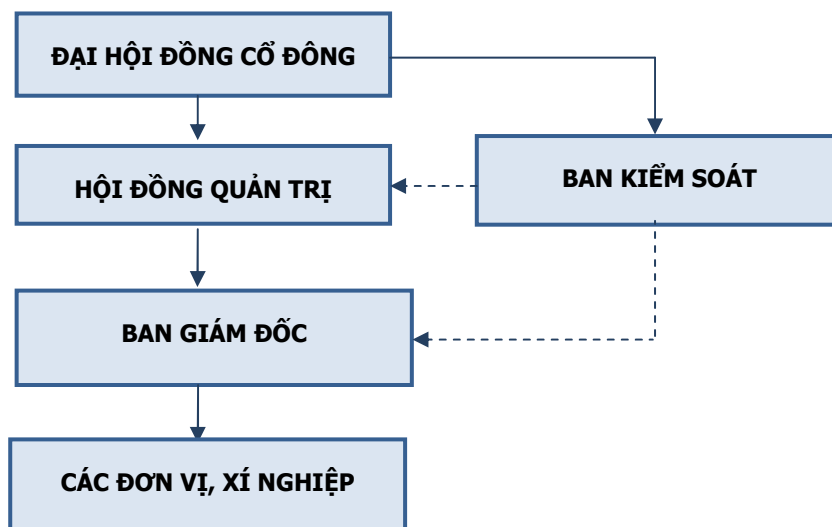 ĐẠI HỘI ĐỒNG CỔ ĐÔNG
HỘI ĐỒNG QUẢN TRỊ
BAN KIỂM SOÁT
BAN GIÁM ĐỐC
CÁC ĐƠN VỊ, XÍ NGHIỆP